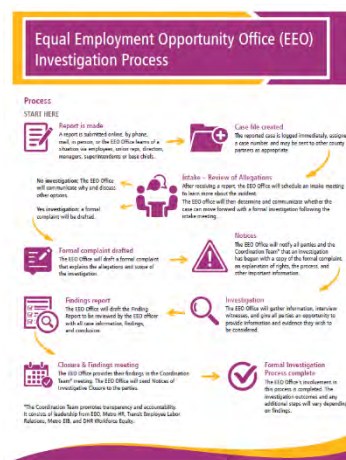 Equal Employment Opportunity Office (EEO)
Investigation Process
Process
START HERE
Report is made
A report is submitted online, by phone,
mail, in person, or the EEO Office learns of a
situation via employees, union reps, directors,
managers, superintendents or base chiefs.
Case file created
The reported case is logged immediately, assigned
a case number, and may be sent to other county
partners as appropriate.
Intake – Review of Allegations
After receiving a report, the EEO Office will schedule an intake meeting
to learn more about the incident.
The EEO office will then determine and communicate whether the
case can move forward with a formal investigation following the
intake meeting.
No investigation: The EEO Office
will communicate why and discuss
other options.
Yes investigation: a formal
complaint will be drafted.
Formal complaint drafted
The EEO Office will draft a formal complaint
that explains the allegations and scope of
the investigation.
Notices
The EEO Office will notify all parties and the
Coordination Team* that an investigation
has begun with a copy of the formal complaint,
an explanation of rights, the process, and
other important information.
Investigation
The EEO Office will gather information, interview
witnesses, and give all parties an opportunity to
provide information and evidence they wish to
be considered.
Findings report
The EEO Office will draft the Finding
Report to be reviewed by the EEO officer
with all case information, findings,
and conclusion.
Closure & Findings meeting
The EEO Office provides their findings to the Coordination
Team* meeting. The EEO Office will send Notices of
Investigative Closure to the parties.
Formal Investigation
Process complete
The EEO Office's involvement in
this process is completed. The
investigation outcomes and any
additional steps will vary depending
on findings.
*The Coordination Team promotes transparency and accountability.
It consists of leadership from EEO, Metro HR, Transit Employee Labor
Relations, Metro EIB, and DHR Workforce Equity.